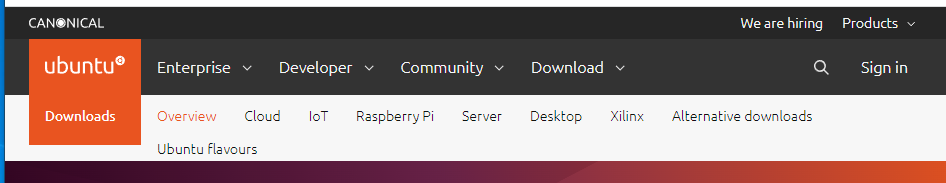 CANONICAL We are hiring Products
ubuntu Enterprise Developer Community Download Sign in
Downloads Overview Cloud IoT Raspberry Pi Server Desktop Xilinx Alternative downloads
Ubuntu flavours